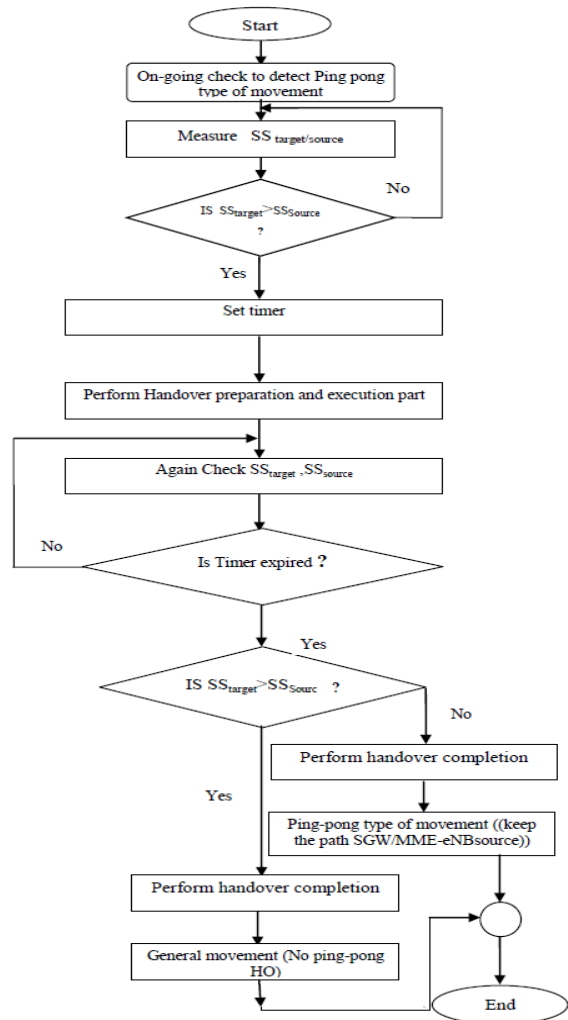 Start
On-going check to detect Ping pong
type of movement
Measure SS target/source
No
IS SStarget>SSSource
?
Yes
Set timer
Perform Handover preparation and execution part
Again Check SStarget ,SSsource
No
Is Timer expired ?
Yes
IS SStarget>SSSourc ?
No
Perform handover completion
Yes
Ping-pong type of movement ((keep
the path SGW/MME-eNBsource))
Perform handover completion
General movement (No ping-pong
HO)
End